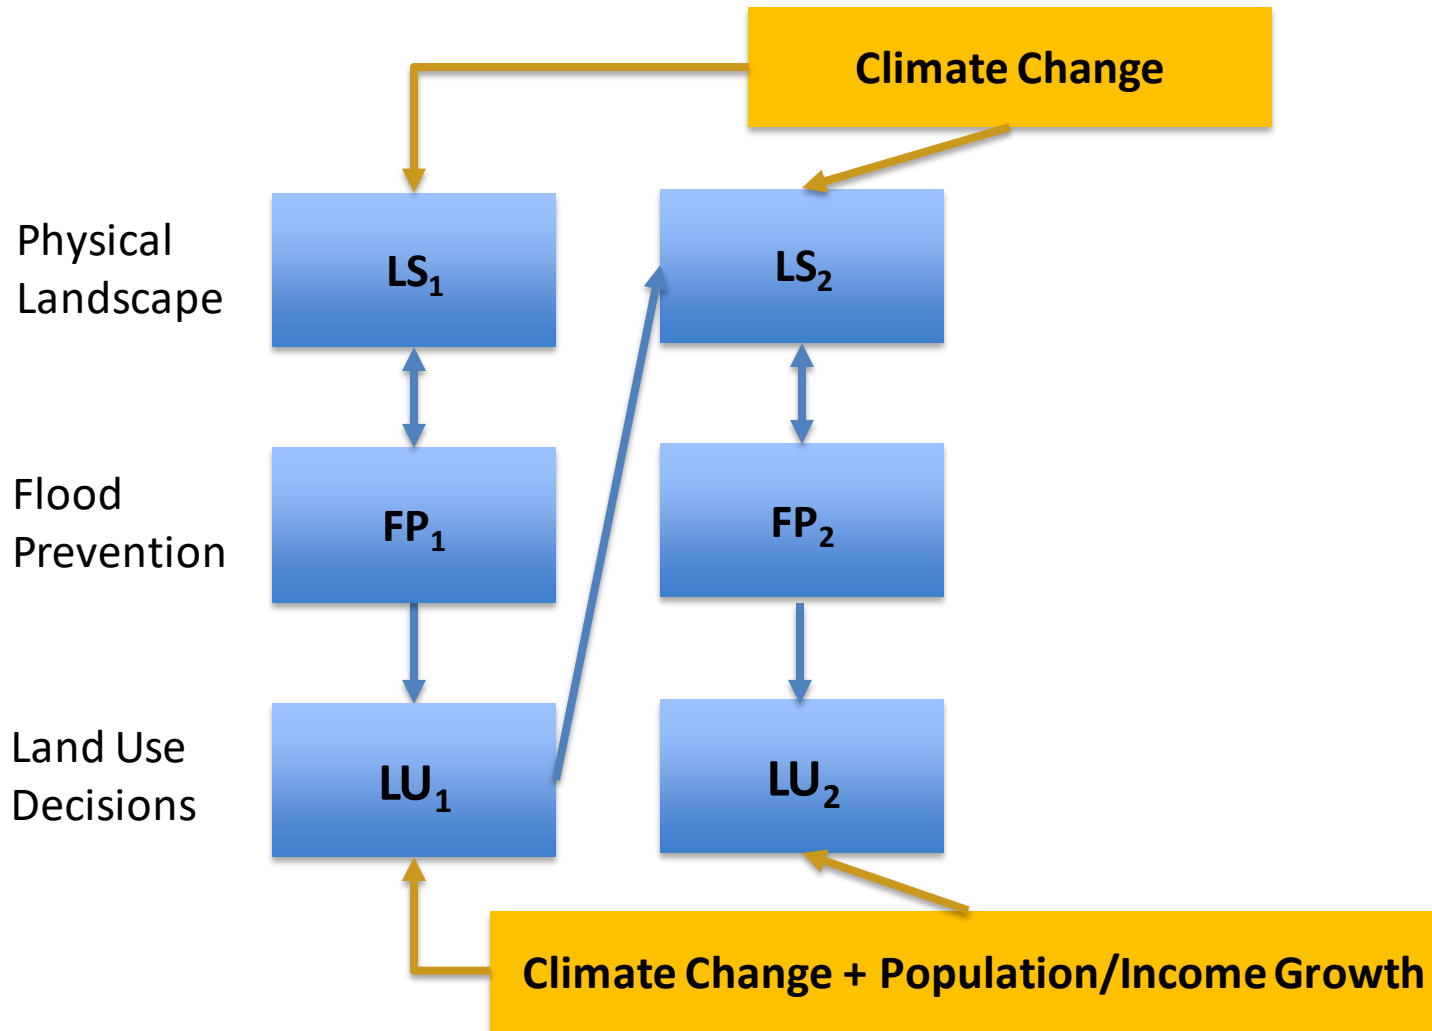 Climate Change
Physical
Landscape
LS₁
LS₂
Flood
Prevention
FP₁
FP₂
Land Use
Decisions
LU₁
LU₂
Climate Change + Population/Income Growth